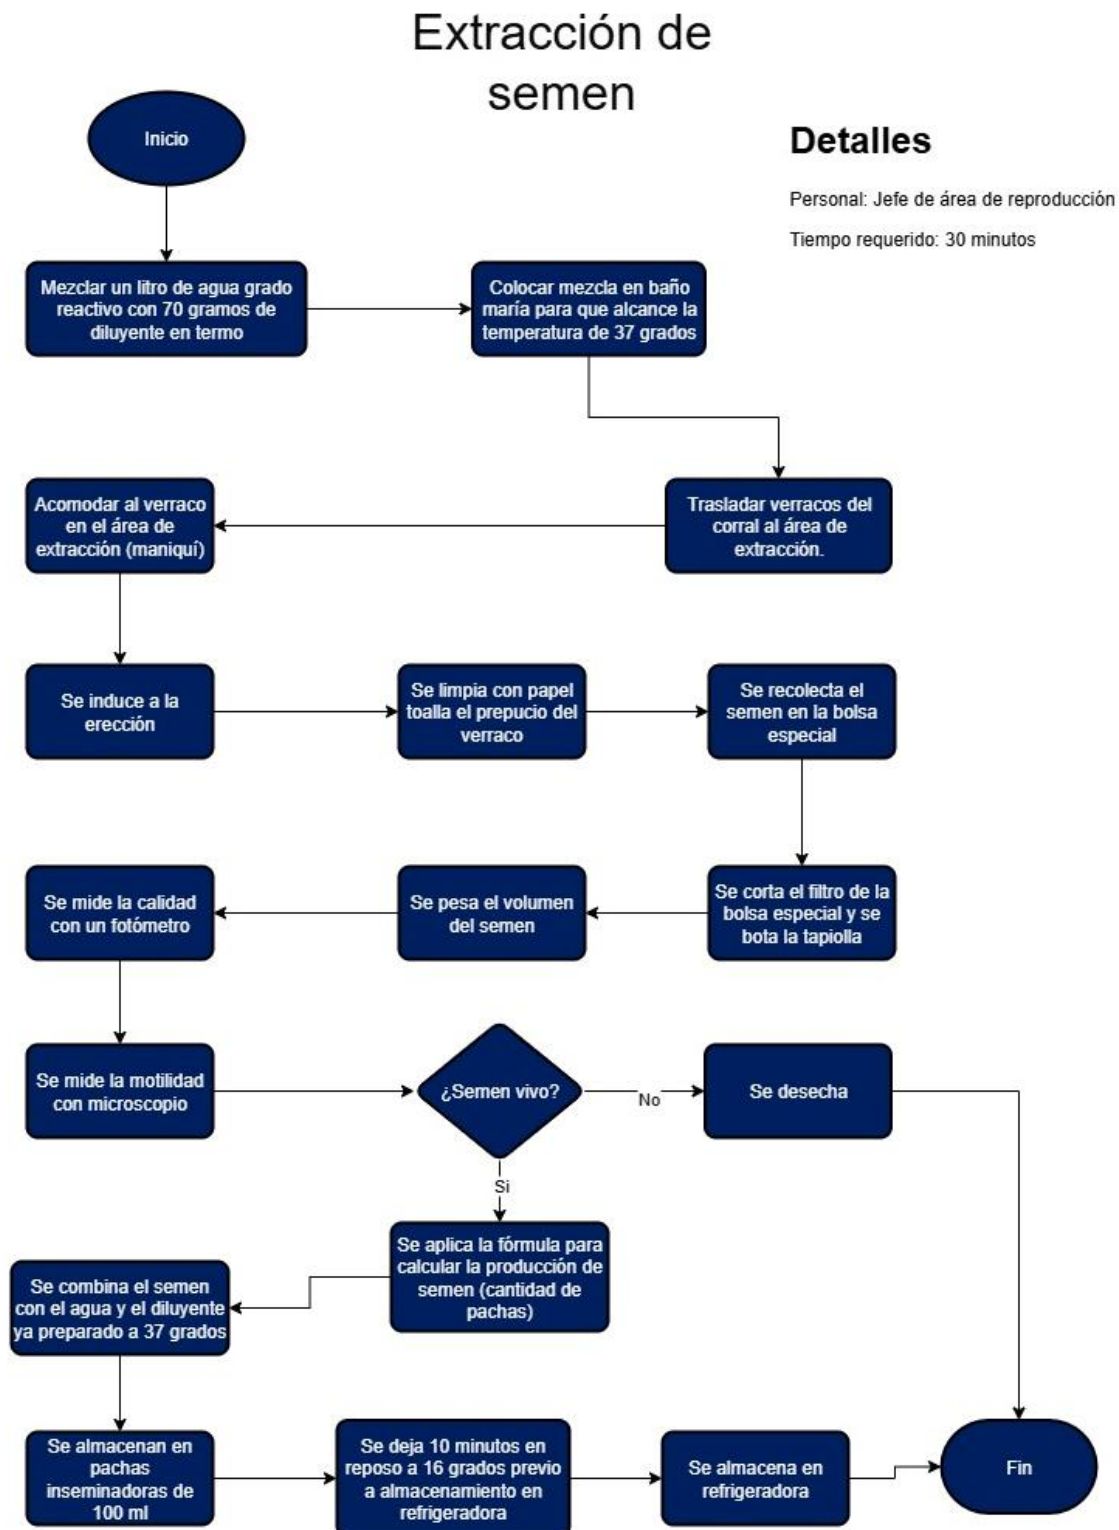 Extracción de
semen
Inicio
Detalles
Personal: Jefe de área de reproducción
Tiempo requerido: 30 minutos
Mezclar un litro de agua grado
reactivo con 70 gramos de
diluyente en termo
Colocar mezcla en baño
maría para que alcance la
temperatura de 37 grados
Trasladar verracos del
corral al área de
extracción.
Acomodar al verraco
en el área de
extracción (maniquí)
Se induce a la
erección
Se limpia con papel
toalla el prepucio del
verraco
Se recolecta el
semen en la bolsa
especial
Se corta el filtro de la
bolsa especial y se
bota la tapiolla
Se pesa el volumen
del semen
Se mide la calidad
con un fotómetro
Se mide la motilidad
con microscopio
¿Semen vivo?
No
Se desecha
Si
Se aplica la fórmula para
calcular la producción de
semen (cantidad de
pachas)
Se combina el semen
con el agua y el diluyente
ya preparado a 37 grados
Se almacenan en
pachas
inseminadoras de
100 ml
Se deja 10 minutos en
reposo a 16 grados previo
a almacenamiento en
refrigeradora
Se almacena en
refrigeradora
Fin